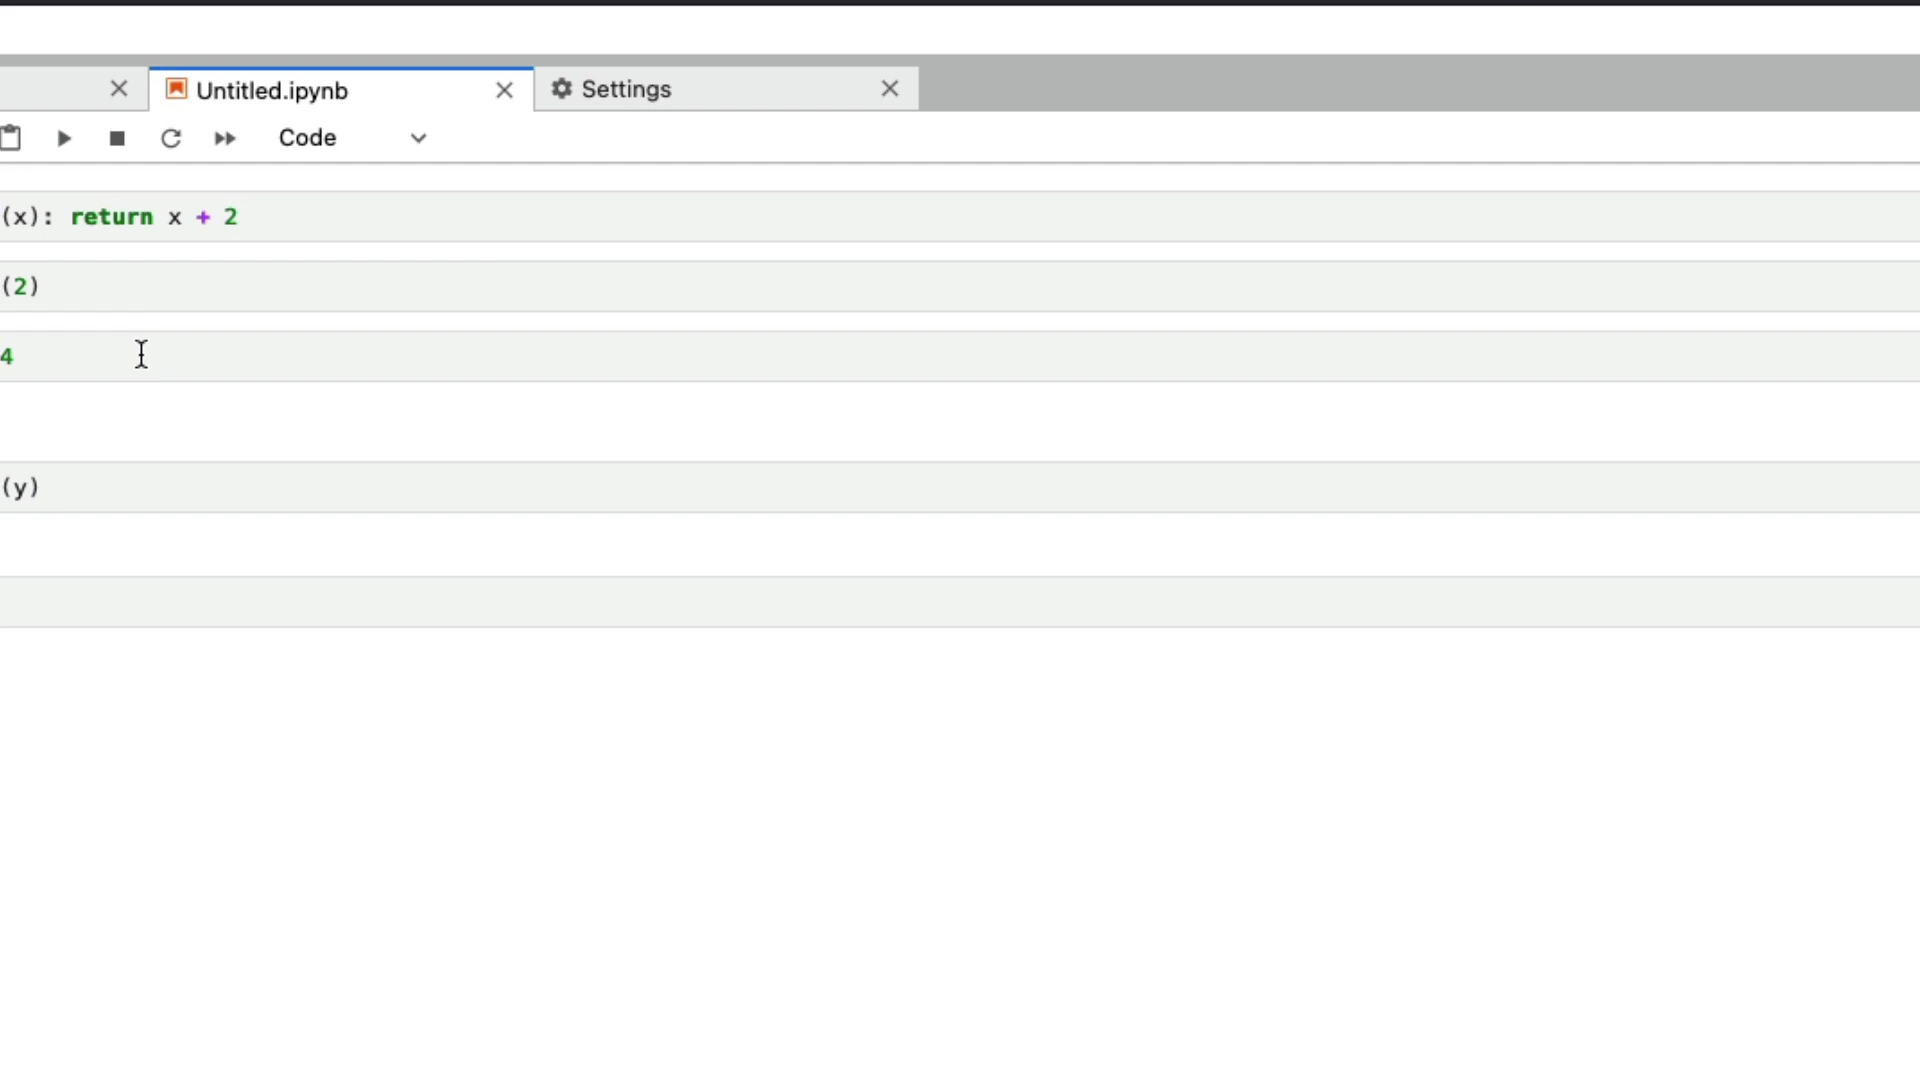 Untitled.ipynb
Settings
Code
(x): return x + 2
(2)
4
(y)